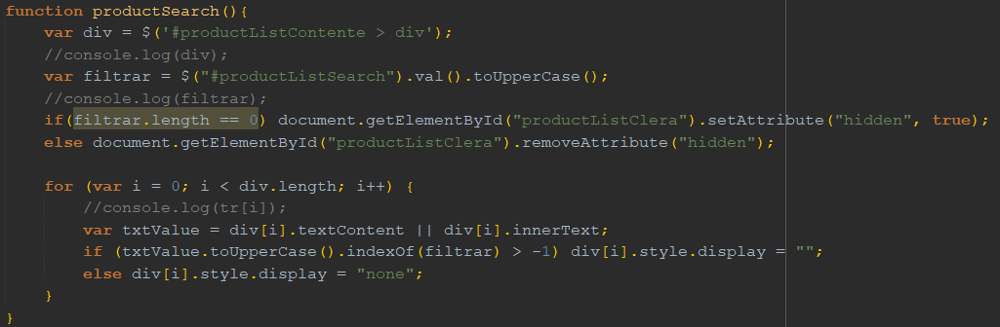 function productSearch(){
    var div = $('#productListContente > div');
    //console.log(div);
    var filtrar = $("#productListSearch").val().toUpperCase();
    //console.log(filtrar);
    if(filtrar.length == 0) document.getElementById("productListClera").setAttribute("hidden", true);
    else document.getElementById("productListClera").removeAttribute("hidden");

    for (var i = 0; i < div.length; i++) {
        //console.log(tr[i]);
        var txtValue = div[i].textContent || div[i].innerText;
        if (txtValue.toUpperCase().indexOf(filtrar) > -1) div[i].style.display = "";
        else div[i].style.display = "none";
    }
}